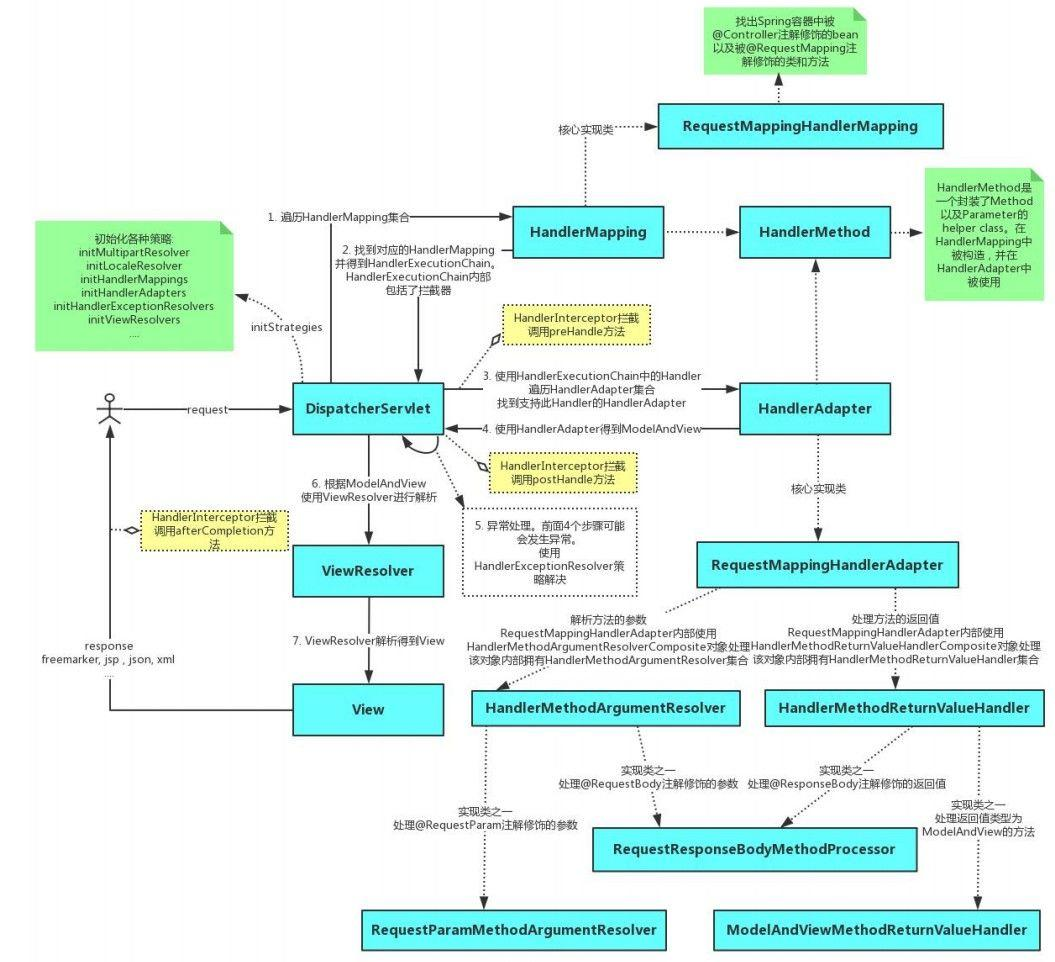 找出Spring容器中被
@Controller注解修饰的bean
以及被@RequestMapping注
解修饰的类和方法
核心实现类
RequestMappingHandlerMapping
HandlerMethod是
一个封装了Method
以及Parameter的
helper class。在
HandlerMapping中
被构造，并在
HandlerAdapter中
被使用
1. 遍历HandlerMapping集合
HandlerMapping
HandlerMethod
初始化各种策略:
initMultipartResolver
initLocaleResolver
initHandlerMappings
initHandlerAdapters
initHandlerExceptionResolvers
initViewResolvers
....
2. 找到对应的HandlerMapping
并得到HandlerExecutionChain。
HandlerExecutionChain内部
包括了拦截器
initStrategies
HandlerInterceptor拦截
调用preHandle方法
3. 使用HandlerExecutionChain中的Handler
遍历HandlerAdapter集合
找到支持此Handler的HandlerAdapter
request
DispatcherServlet
HandlerAdapter
4. 使用HandlerAdapter得到ModelAndView
HandlerInterceptor拦截
调用postHandle方法
6. 根据ModelAndView
使用ViewResolver进行解析
核心实现类
HandlerInterceptor拦截
调用afterCompletion方
法
5. 异常处理。前面4个步骤可能
会发生异常。
使用
HandlerExceptionResolver策
略解决
ViewResolver
RequestMappingHandlerAdapter
7. ViewResolver解析得到View
解析方法的参数
RequestMappingHandlerAdapter内部使用
HandlerMethodArgumentResolverComposite对象处理
该对象内部拥有HandlerMethodArgumentResolver集合
处理方法的返回值
RequestMappingHandlerAdapter内部使用
HandlerMethodReturnValueHandlerComposite对象处理
该对象内部拥有HandlerMethodReturnValueHandler集合
response
freemarker, jsp , json, xml
....
View
HandlerMethodArgumentResolver
HandlerMethodReturnValueHandler
实现类之一
处理@RequestBody注解修饰的参数
实现类之一
处理@ResponseBody注解修饰的返回值
实现类之一
处理@RequestParam注解修饰的参数
实现类之一
处理返回值类型为
ModelAndView的方法
RequestResponseBodyMethodProcessor
RequestParamMethodArgumentResolver
ModelAndViewMethodReturnValueHandler